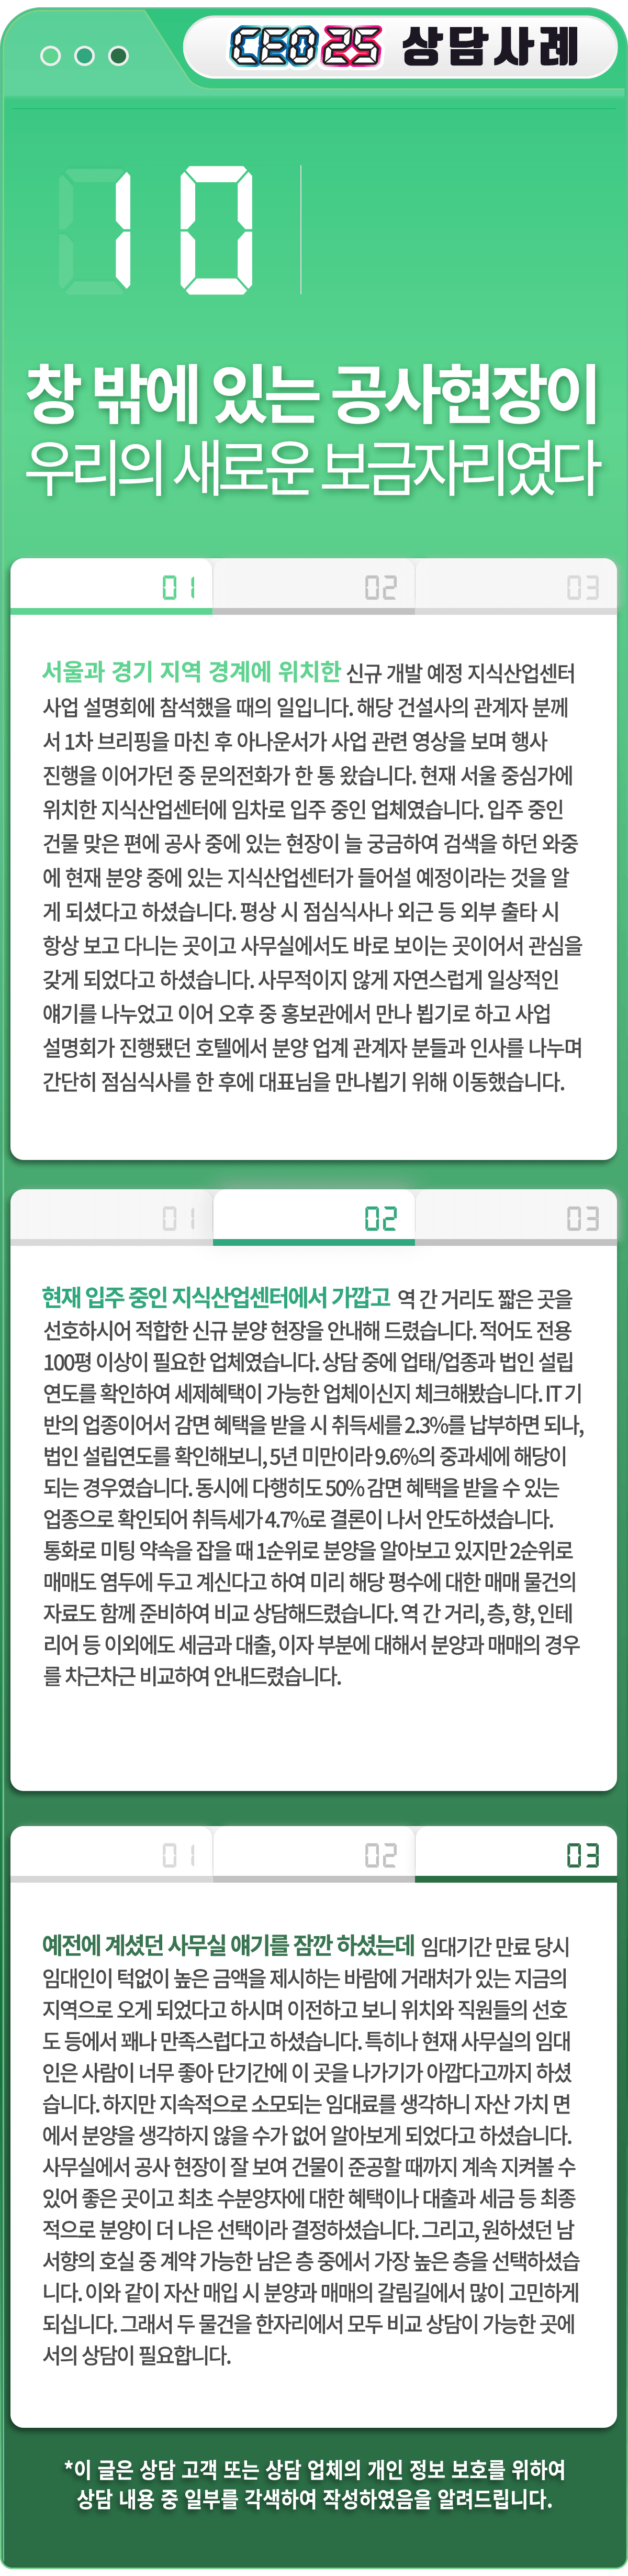 CEO25 상담사례
10
창 밖에 있는 공사현장이
우리의 새로운 보금자리였다
01 02 03
서울과 경기 지역 경계에 위치한 신규 개발 예정 지식산업센터
사업 설명회에 참석했을 때의 일입니다. 해당 건설사의 관계자 분께
서 1차 브리핑을 마친 후 아나운서가 사업 관련 영상을 보며 행사
진행을 이어가던 중 문의전화가 한 통 왔습니다. 현재 서울 중심가에
위치한 지식산업센터에 임차로 입주 중인 업체였습니다. 입주 중인
건물 맞은 편에 공사 중에 있는 현장이 늘 궁금하여 검색을 하던 와중
에 현재 분양 중에 있는 지식산업센터가 들어설 예정이라는 것을 알
게 되셨다고 하셨습니다. 평상 시 점심식사나 외근 등 외부 출타 시
항상 보고 다니는 곳이고 사무실에서도 바로 보이는 곳이어서 관심을
갖게 되었다고 하셨습니다. 사무적이지 않게 자연스럽게 일상적인
얘기를 나누었고 이어 오후 중 홍보관에서 만나 뵙기로 하고 사업
설명회가 진행됐던 호텔에서 분양 업계 관계자 분들과 인사를 나누며
간단히 점심식사를 한 후에 대표님을 만나뵙기 위해 이동했습니다.
01 02 03
현재 입주 중인 지식산업센터에서 가깝고 역 간 거리도 짧은 곳을
선호하시어 적합한 신규 분양 현장을 안내해 드렸습니다. 적어도 전용
100평 이상이 필요한 업체였습니다. 상담 중에 업태/업종과 법인 설립
연도를 확인하여 세제혜택이 가능한 업체이신지 체크해봤습니다. IT 기
반의 업종이어서 감면 혜택을 받을 시 취득세를 2.3%를 납부하면 되나,
법인 설립연도를 확인해보니, 5년 미만이라 9.6%의 중과세에 해당이
되는 경우였습니다. 동시에 다행히도 50% 감면 혜택을 받을 수 있는
업종으로 확인되어 취득세가 4.7%로 결론이 나서 안도하셨습니다.
통화로 미팅 약속을 잡을 때 1순위로 분양을 알아보고 있지만 2순위로
매매도 염두에 두고 계신다고 하여 미리 해당 평수에 대한 매매 물건의
자료도 함께 준비하여 비교 상담해드렸습니다. 역 간 거리, 층, 향, 인테
리어 등 이외에도 세금과 대출, 이자 부분에 대해서 분양과 매매의 경우
를 차근차근 비교하여 안내드렸습니다.
01 02 03
예전에 계셨던 사무실 얘기를 잠깐 하셨는데 임대기간 만료 당시
임대인이 턱없이 높은 금액을 제시하는 바람에 거래처가 있는 지금의
지역으로 오게 되었다고 하시며 이전하고 보니 위치와 직원들의 선호
도 등에서 꽤나 만족스럽다고 하셨습니다. 특히나 현재 사무실의 임대
인은 사람이 너무 좋아 단기간에 이 곳을 나가기가 아깝다고까지 하셨
습니다. 하지만 지속적으로 소모되는 임대료를 생각하니 자산 가치 면
에서 분양을 생각하지 않을 수가 없어 알아보게 되었다고 하셨습니다.
사무실에서 공사 현장이 잘 보여 건물이 준공할 때까지 계속 지켜볼 수
있어 좋은 곳이고 최초 수분양자에 대한 혜택이나 대출과 세금 등 최종
적으로 분양이 더 나은 선택이라 결정하셨습니다. 그리고, 원하셨던 남
서향의 호실 중 계약 가능한 남은 층 중에서 가장 높은 층을 선택하셨습
니다. 이와 같이 자산 매입 시 분양과 매매의 갈림길에서 많이 고민하게
되십니다. 그래서 두 물건을 한자리에서 모두 비교 상담이 가능한 곳에
서의 상담이 필요합니다.
*이 글은 상담 고객 또는 상담 업체의 개인 정보 보호를 위하여
상담 내용 중 일부를 각색하여 작성하였음을 알려드립니다.